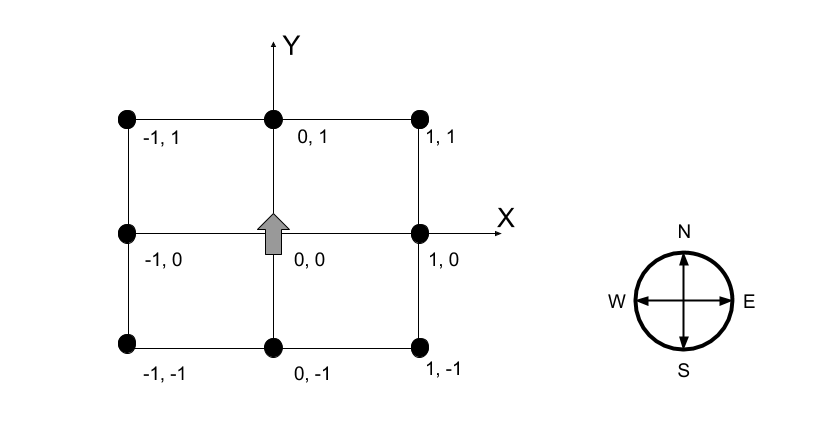 Y
-1, 1
0, 1
1, 1
X
-1, 0
0, 0
1, 0
-1, -1
0, -1
1, -1
N
W
E
S